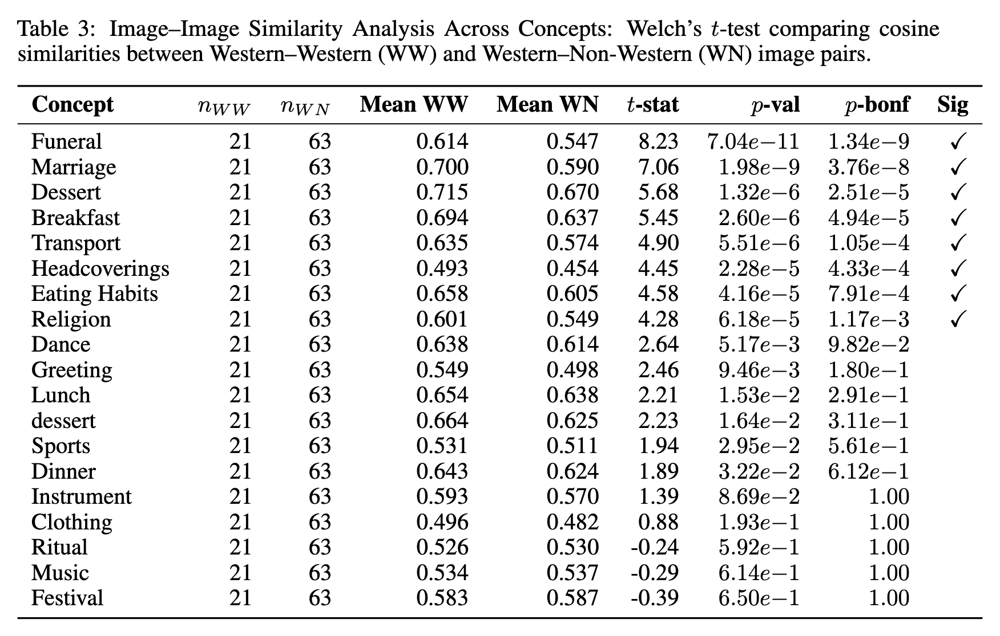 Table 3: Image–Image Similarity Analysis Across Concepts: Welch’s t-test comparing cosine
similarities between Western–Western (WW) and Western–Non-Western (WN) image pairs.
Concept n_WW n_WN Mean WW Mean WN t-stat p-val p-bonf Sig
Funeral 21 63 0.614 0.547 8.23 7.04e−11 1.34e−9 ✓
Marriage 21 63 0.700 0.590 7.06 1.98e−9 3.76e−8 ✓
Dessert 21 63 0.715 0.670 5.68 1.32e−6 2.51e−5 ✓
Breakfast 21 63 0.694 0.637 5.45 2.60e−6 4.94e−5 ✓
Transport 21 63 0.635 0.574 4.90 5.51e−6 1.05e−4 ✓
Headcoverings 21 63 0.493 0.454 4.45 2.28e−5 4.33e−4 ✓
Eating Habits 21 63 0.658 0.605 4.58 4.16e−5 7.91e−4 ✓
Religion 21 63 0.601 0.549 4.28 6.18e−5 1.17e−3 ✓
Dance 21 63 0.638 0.614 2.64 5.17e−3 9.82e−2
Greeting 21 63 0.549 0.498 2.46 9.46e−3 1.80e−1
Lunch 21 63 0.654 0.638 2.21 1.53e−2 2.91e−1
dessert 21 63 0.664 0.625 2.23 1.64e−2 3.11e−1
Sports 21 63 0.531 0.511 1.94 2.95e−2 5.61e−1
Dinner 21 63 0.643 0.624 1.89 3.22e−2 6.12e−1
Instrument 21 63 0.593 0.570 1.39 8.69e−2 1.00
Clothing 21 63 0.496 0.482 0.88 1.93e−1 1.00
Ritual 21 63 0.526 0.530 -0.24 5.92e−1 1.00
Music 21 63 0.534 0.537 -0.29 6.14e−1 1.00
Festival 21 63 0.583 0.587 -0.39 6.50e−1 1.00